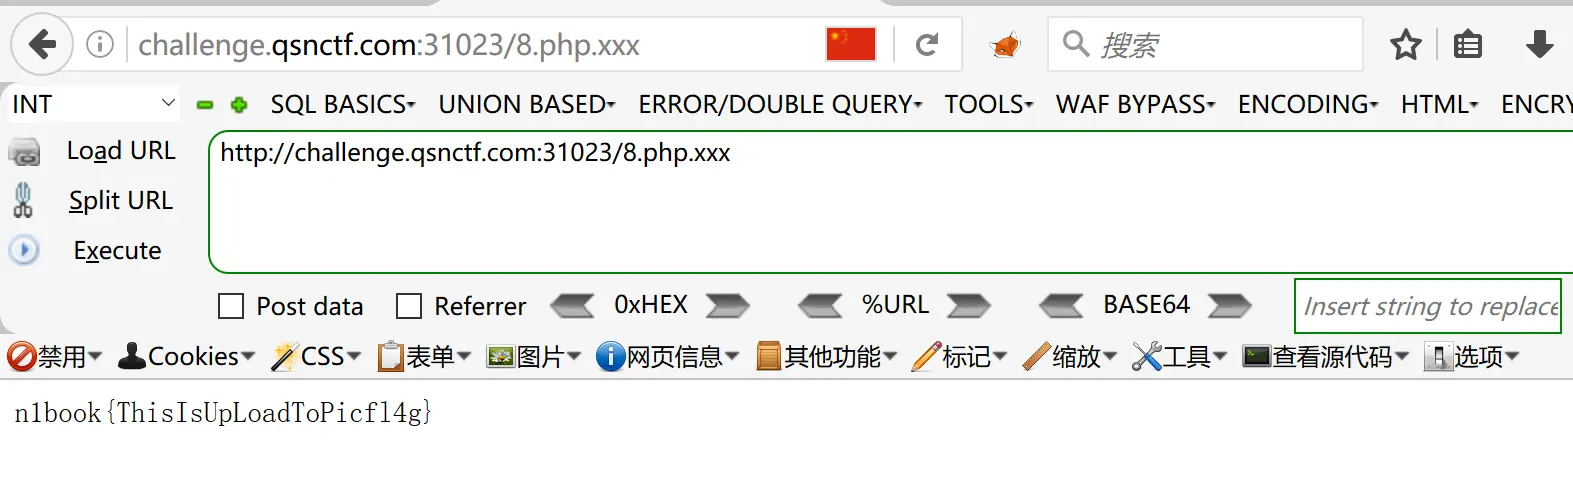 challenge.qsnctf.com:31023/8.php.xxx 搜索
INT SQL BASICS UNION BASED ERROR/DOUBLE QUERY TOOLS WAF BYPASS ENCODING HTML ENCRY
Load URL http://challenge.qsnctf.com:31023/8.php.xxx
Split URL
Execute
Post data Referrer 0xHEX %URL BASE64 Insert string to replace
禁用 Cookies CSS 表单 图片 网页信息 其他功能 标记 缩放 工具 查看源代码 选项
n1book{ThisIsUpLoadToPicfl4g}